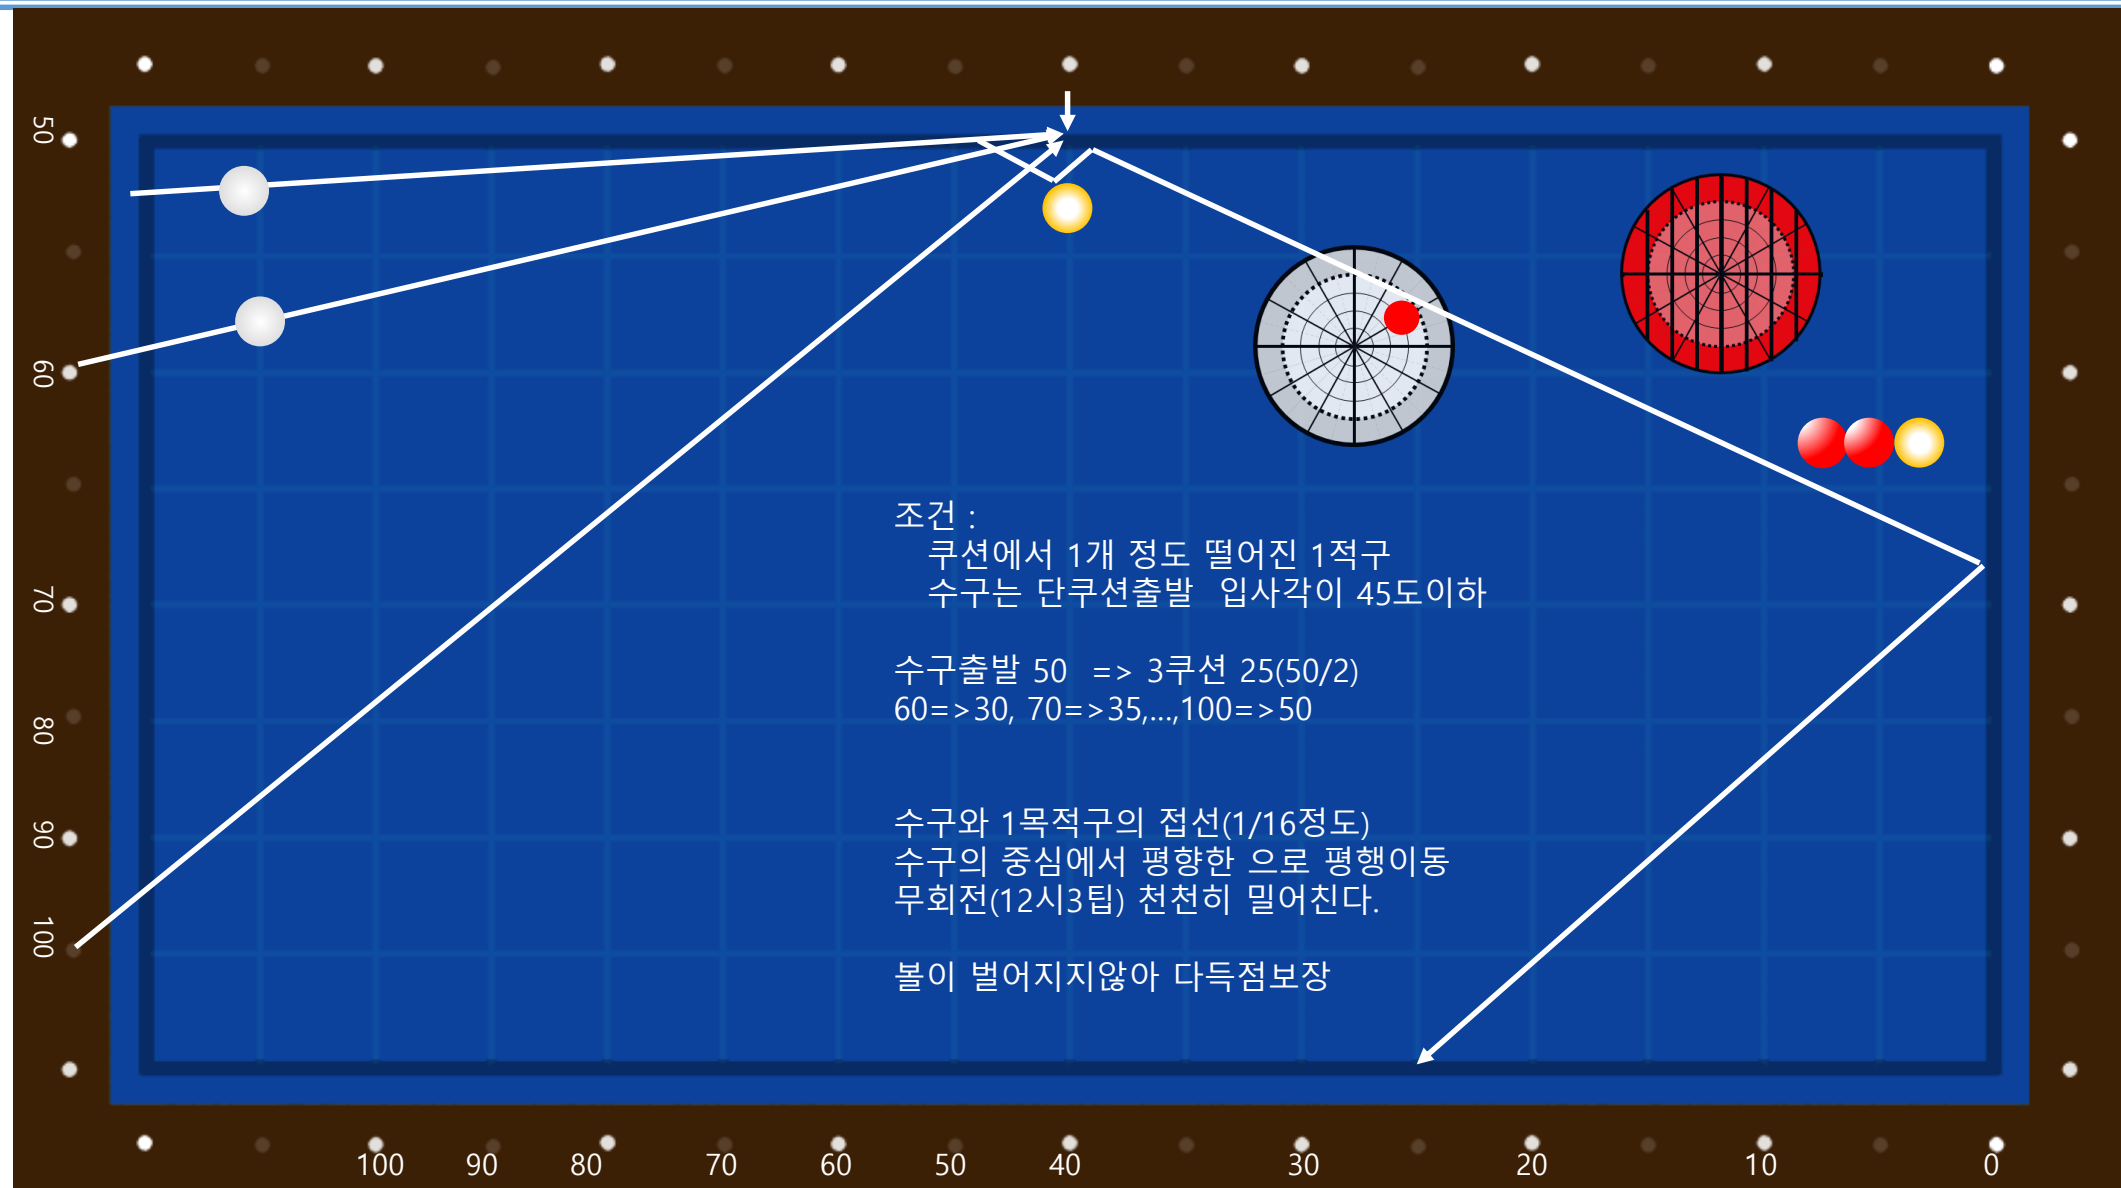 50
60
70
80
90
100
조건 :
쿠션에서 1개 정도 떨어진 1적구
수구는 단쿠션출발 입사각이 45도이하
수구출발 50 => 3쿠션 25(50/2)
60=>30, 70=>35,...,100=>50
수구와 1목적구의 접선(1/16정도)
수구의 중심에서 평향한 으로 평행이동
무회전(12시3팁) 천천히 밀어친다.
볼이 벌어지지않아 다득점보장
100 90 80 70 60 50 40 30 20 10 0